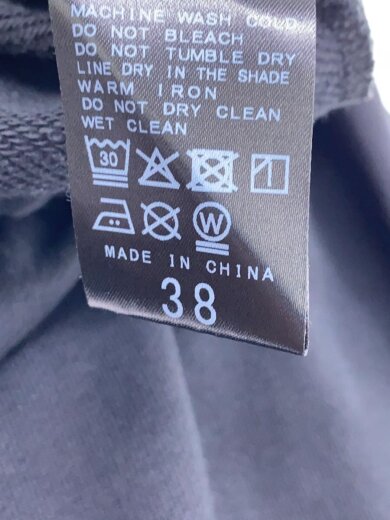 MACHINE WASH COLD
DO NOT BLEACH
DO NOT TUMBLE DRY
LINE DRY IN THE SHADE
WARM IRON
DO NOT DRY CLEAN
WET CLEAN
30
W
MADE IN CHINA
38